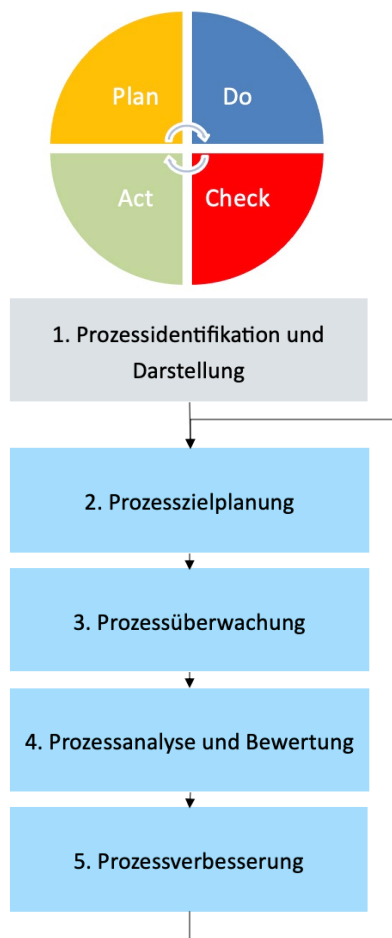 Plan
Do
Act
Check
1. Prozessidentifikation und
Darstellung
2. Prozesszielplanung
3. Prozessüberwachung
4. Prozessanalyse und Bewertung
5. Prozessverbesserung